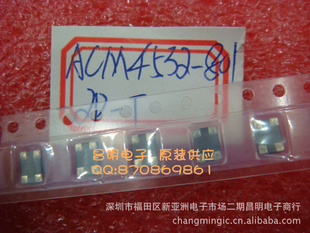 ACM4532-801
2P-T
昌明电子 原装供应
QQ:870869861
深圳市福田区新亚洲电子市场二期昌明电子商行
changmingic.cn.alibaba.com